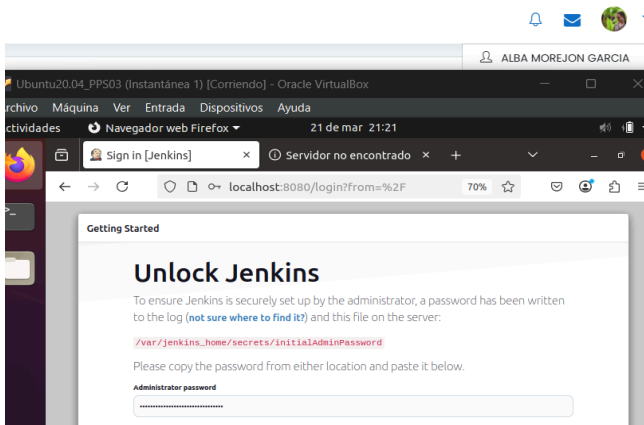 ALBA MOREJON GARCIA
Ubuntu20.04_PPS03 (Instantánea 1) [Corriendo] - Oracle VirtualBox
rchivo Máquina Ver Entrada Dispositivos Ayuda
ctividades Navegador web Firefox 21 de mar 21:21
Sign in [Jenkins] × Servidor no encontrado × +
localhost:8080/login?from=%2F 70%
Getting Started
Unlock Jenkins
To ensure Jenkins is securely set up by the administrator, a password has been written
to the log (not sure where to find it?) and this file on the server:
/var/jenkins_home/secrets/initialAdminPassword
Please copy the password from either location and paste it below.
Administrator password